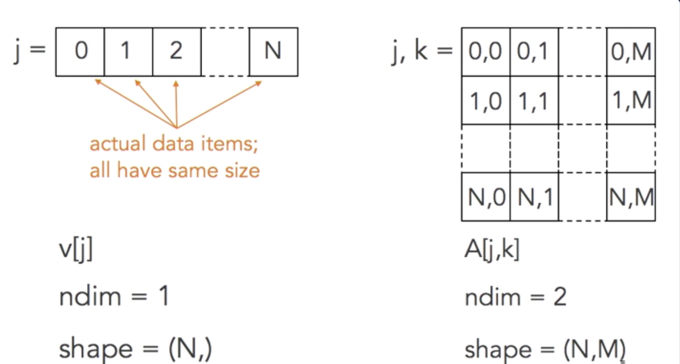 j = 0 1 2 N
actual data items;
all have same size
v[j]
ndim = 1
shape = (N,)
j, k = 0,0 0,1 0,M
1,0 1,1 1,M
N,0 N,1 N,M
A[j,k]
ndim = 2
shape = (N,M)